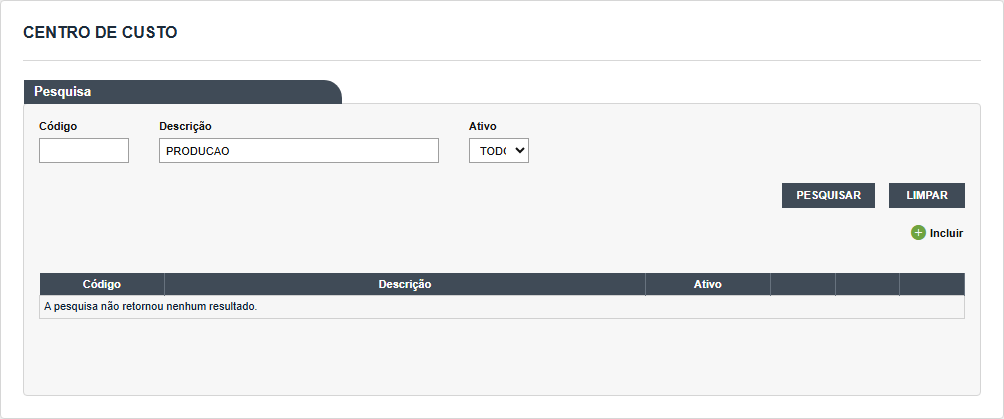 CENTRO DE CUSTO
Pesquisa
Código Descrição Ativo
PRODUCAO TODO
PESQUISAR LIMPAR
Incluir
Código Descrição Ativo
A pesquisa não retornou nenhum resultado.